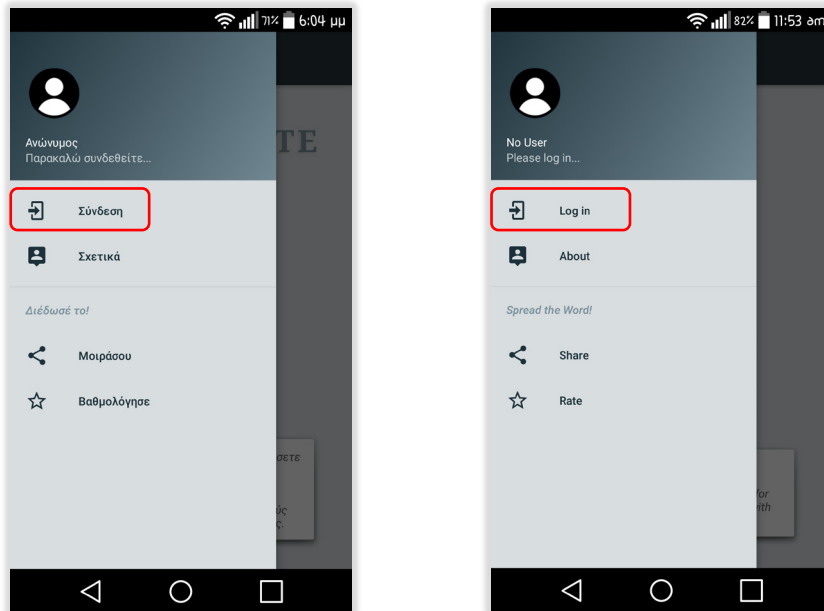 71% 6:04 μμ
ΤΕ
Ανώνυμος
Παρακαλώ συνδεθείτε...
Σύνδεση
Σχετικά
Διέδωσέ το!
Μοιράσου
Βαθμολόγησε
σετε
ύς
ς.
82% 11:53 am
No User
Please log in...
Log in
About
Spread the Word!
Share
Rate
for
with